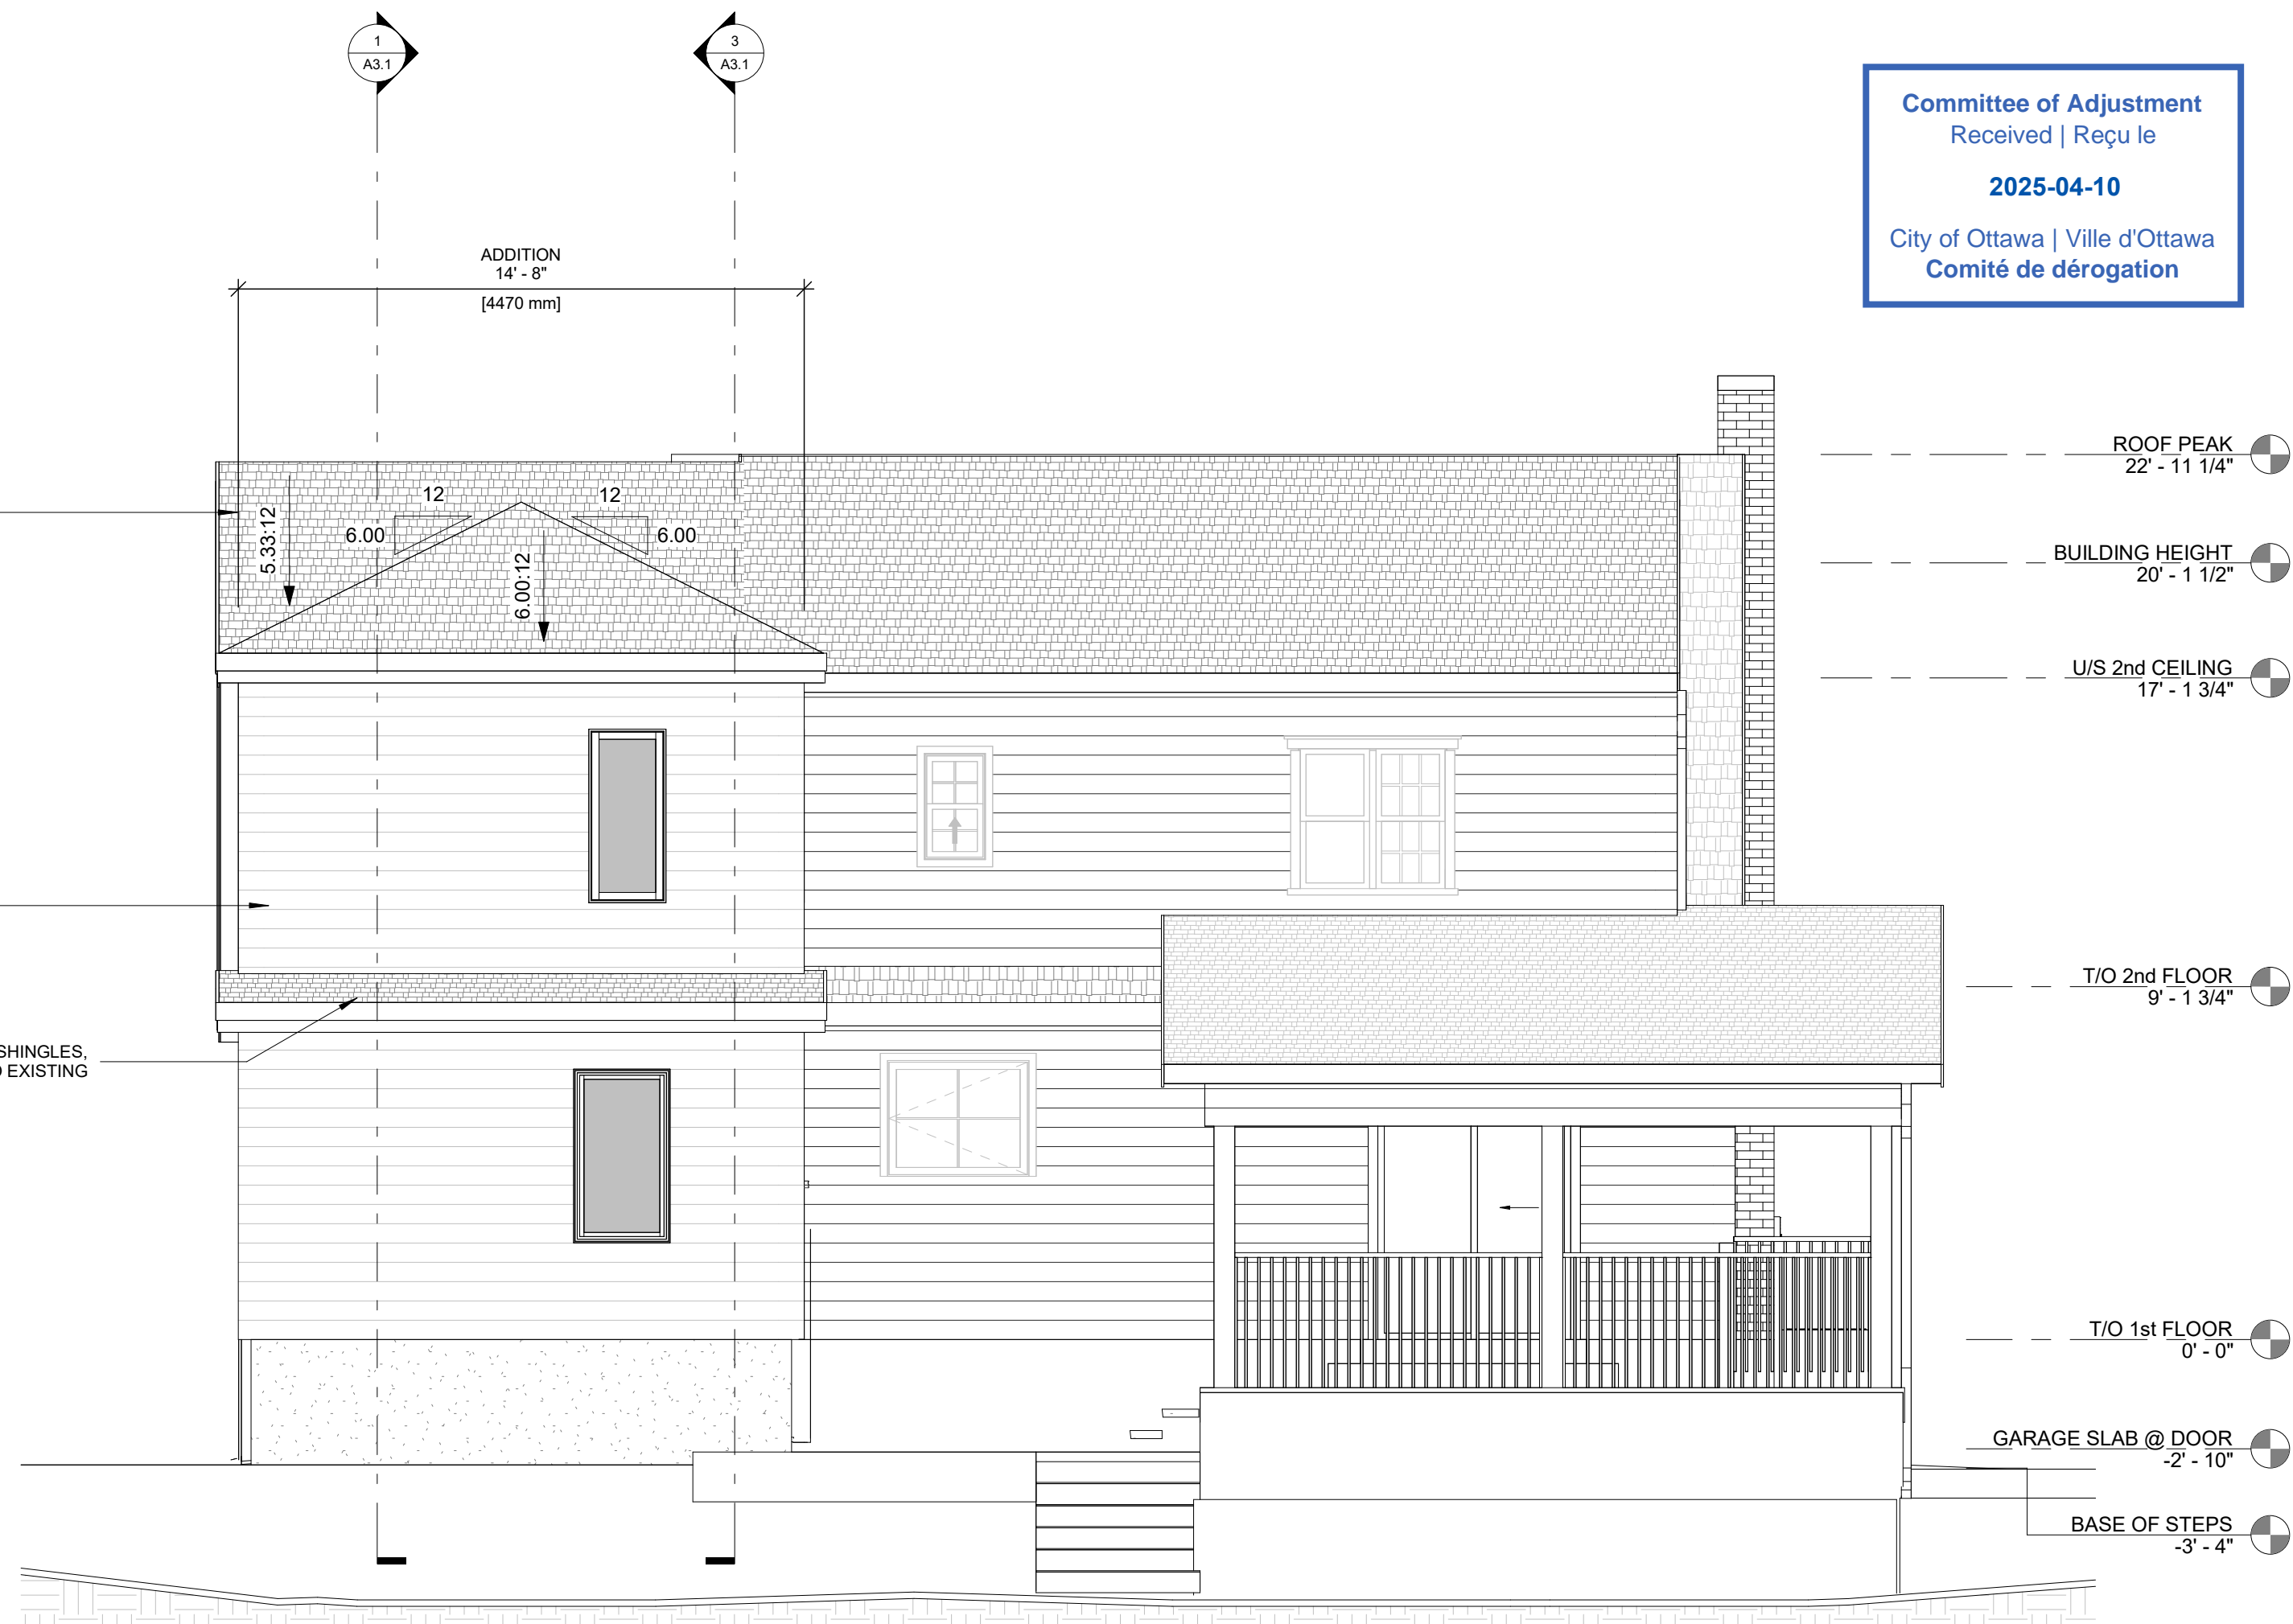 1
A3.1
3
A3.1
Committee of Adjustment
Received | Reçu le
2025-04-10
City of Ottawa | Ville d'Ottawa
Comité de dérogation
ADDITION
14' - 8"
[4470 mm]
ROOF PEAK
22' - 11 1/4"
12
12
6.00
6.00
5.33:12
6.00:12
BUILDING HEIGHT
20' - 1 1/2"
U/S 2nd CEILING
17' - 1 3/4"
T/O 2nd FLOOR
9' - 1 3/4"
SHINGLES,
EXISTING
T/O 1st FLOOR
0' - 0"
GARAGE SLAB @ DOOR
-2' - 10"
BASE OF STEPS
-3' - 4"